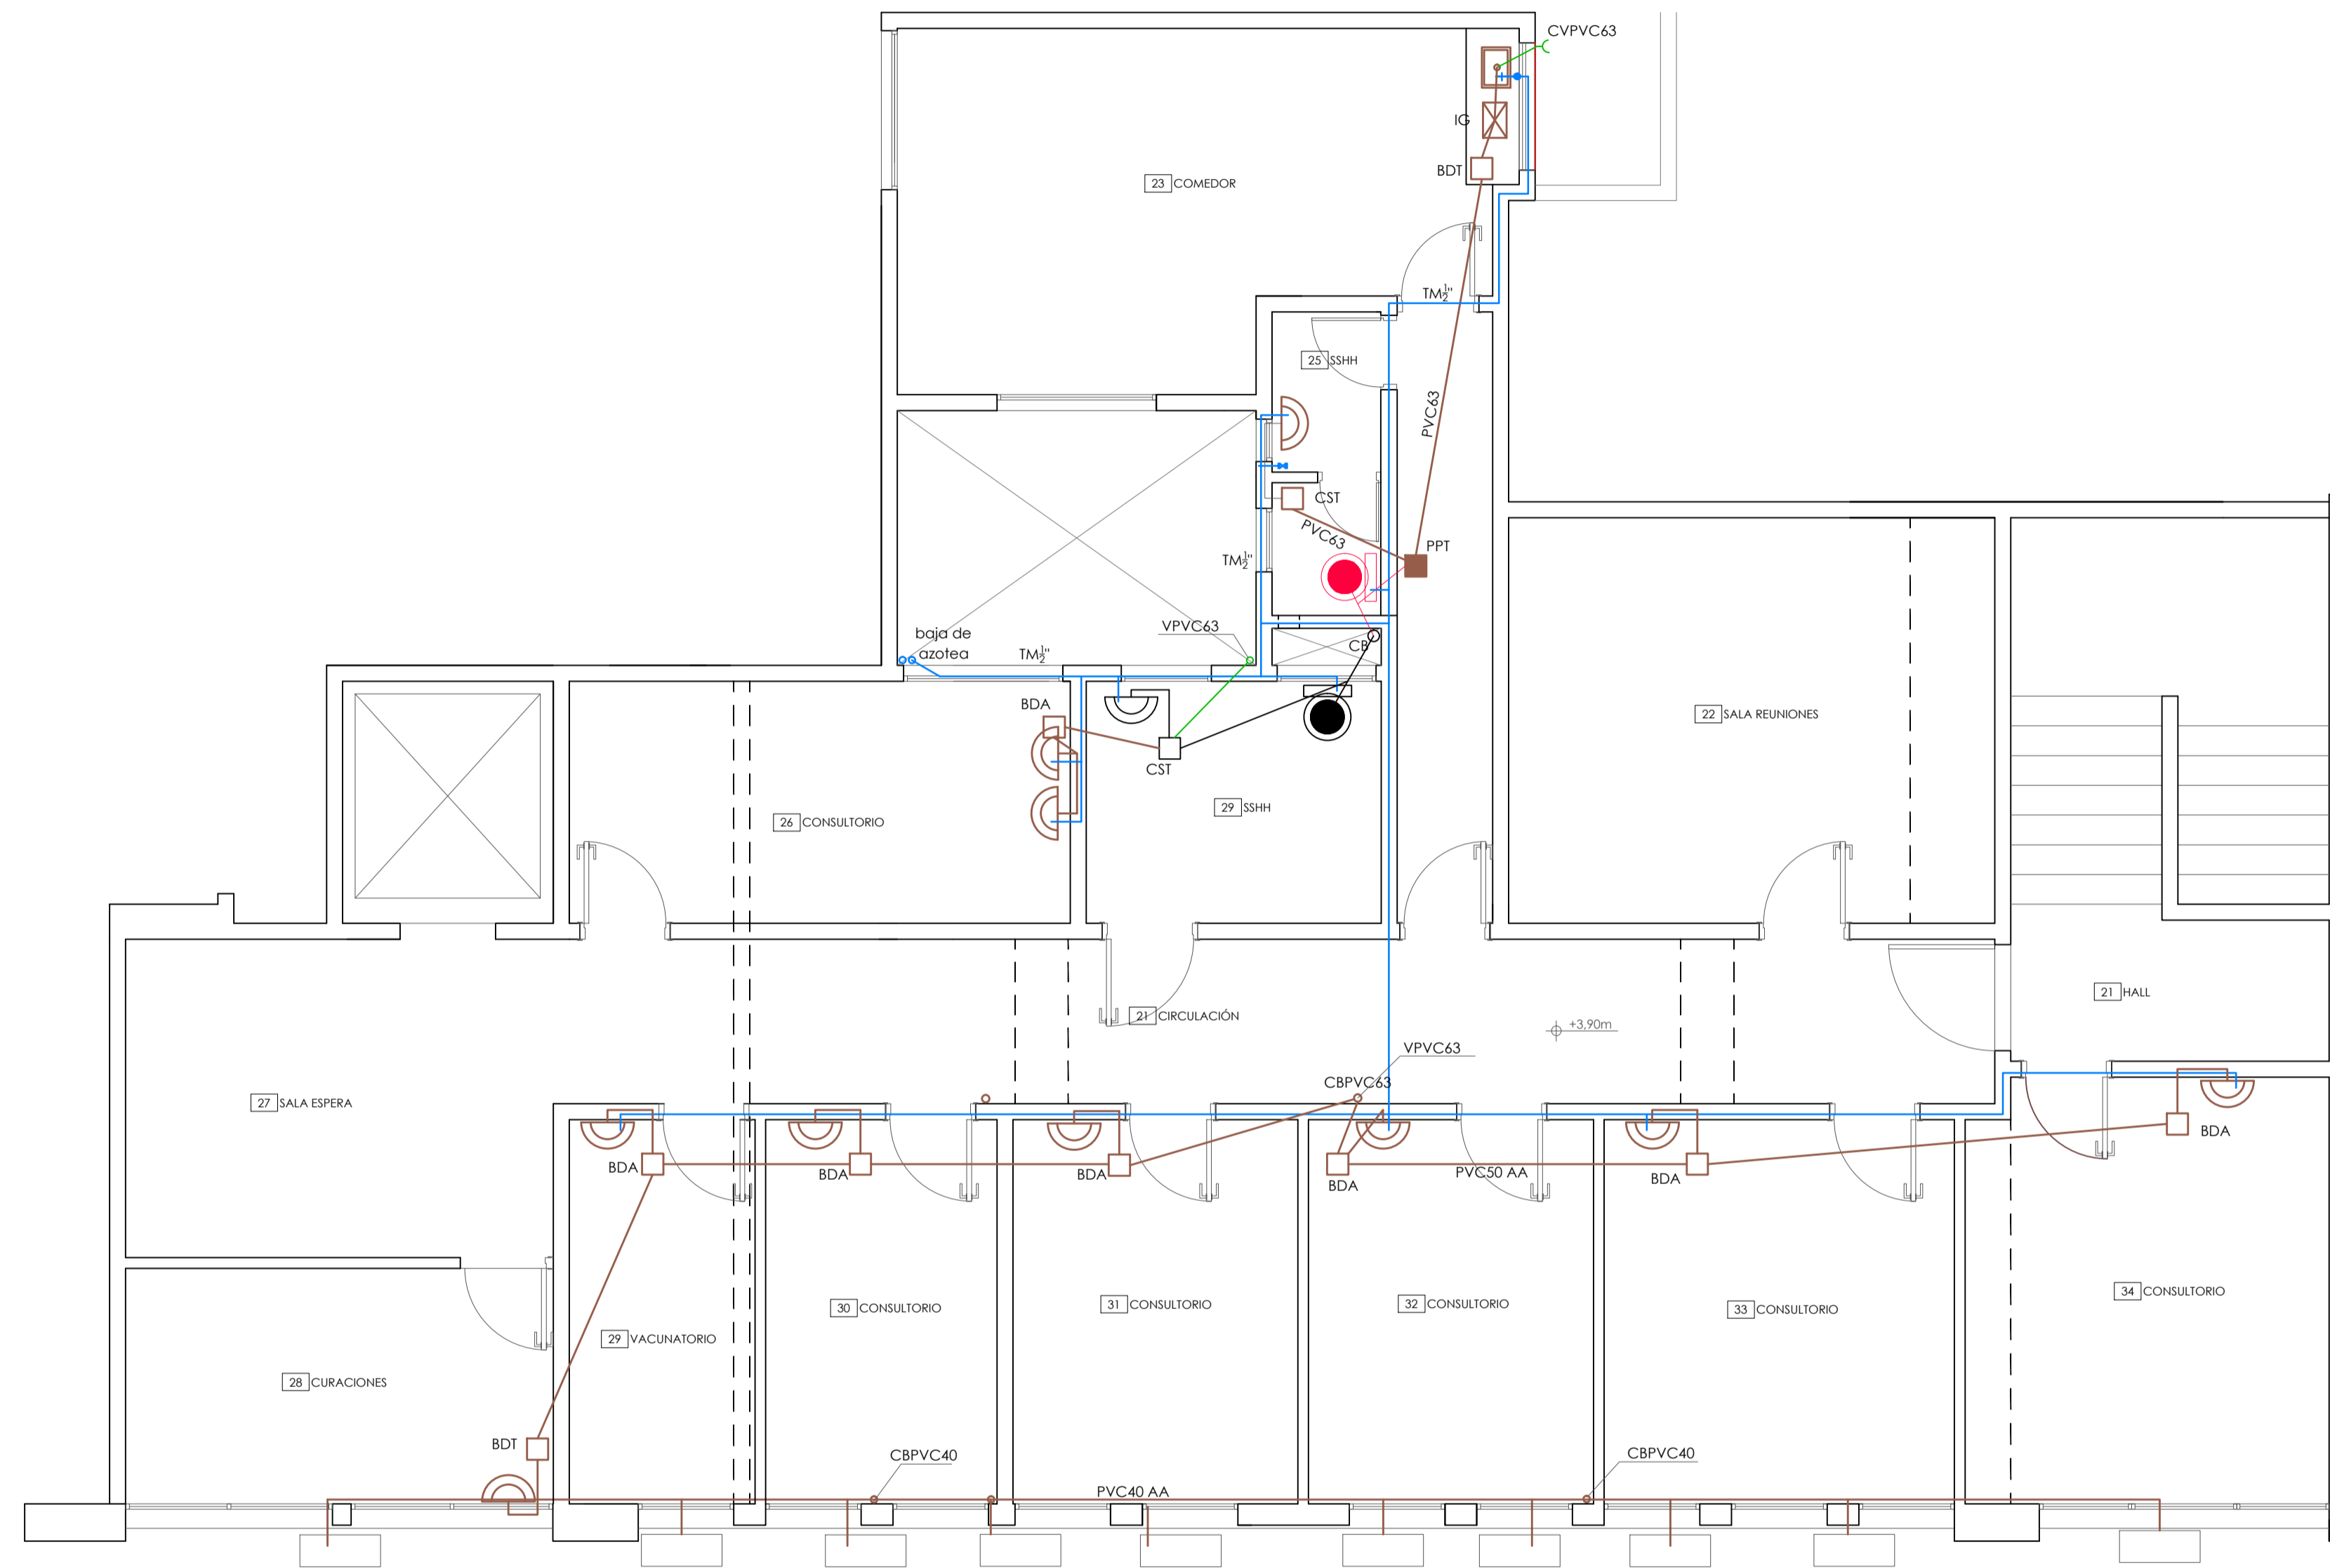 CVPVC63
IG
BDT
23 COMEDOR
TM½"
25 SSHH
PVC63
CST
PVC63
PPT
TM½"
baja de
azotea
TM½"
VPVC63
CB
BDA
CST
22 SALA REUNIONES
29 SSHH
26 CONSULTORIO
21 HALL
21 CIRCULACIÓN
+3,90m
VPVC63
CBPVC63
27 SALA ESPERA
BDA
BDA
BDA
BDA
PVC50 AA
BDA
BDA
34 CONSULTORIO
30 CONSULTORIO
31 CONSULTORIO
32 CONSULTORIO
33 CONSULTORIO
29 VACUNATORIO
28 CURACIONES
BDT
CBPVC40
CBPVC40
PVC40 AA